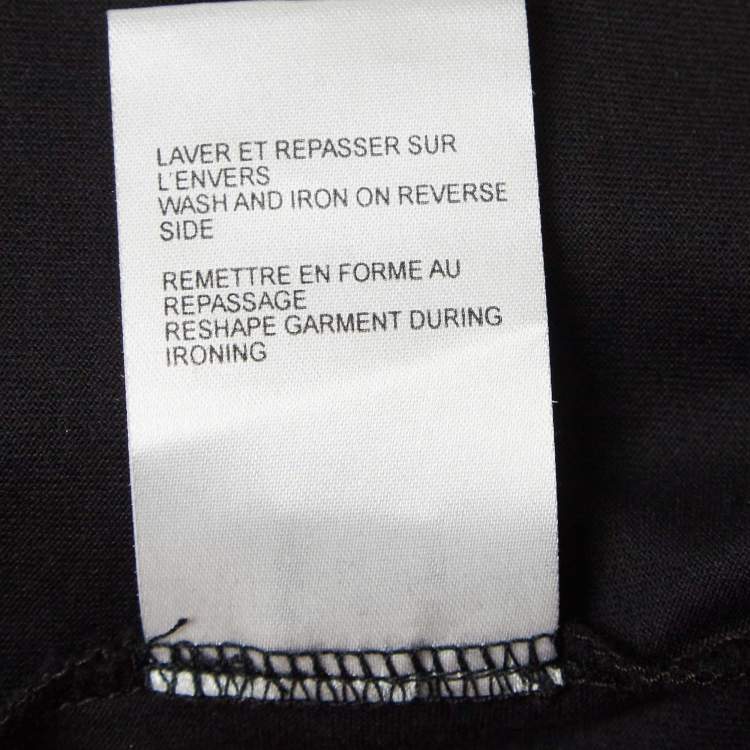 LAVER ET REPASSER SUR
L'ENVERS
WASH AND IRON ON REVERSE
SIDE
REMETTRE EN FORME AU
REPASSAGE
RESHAPE GARMENT DURING
IRONING